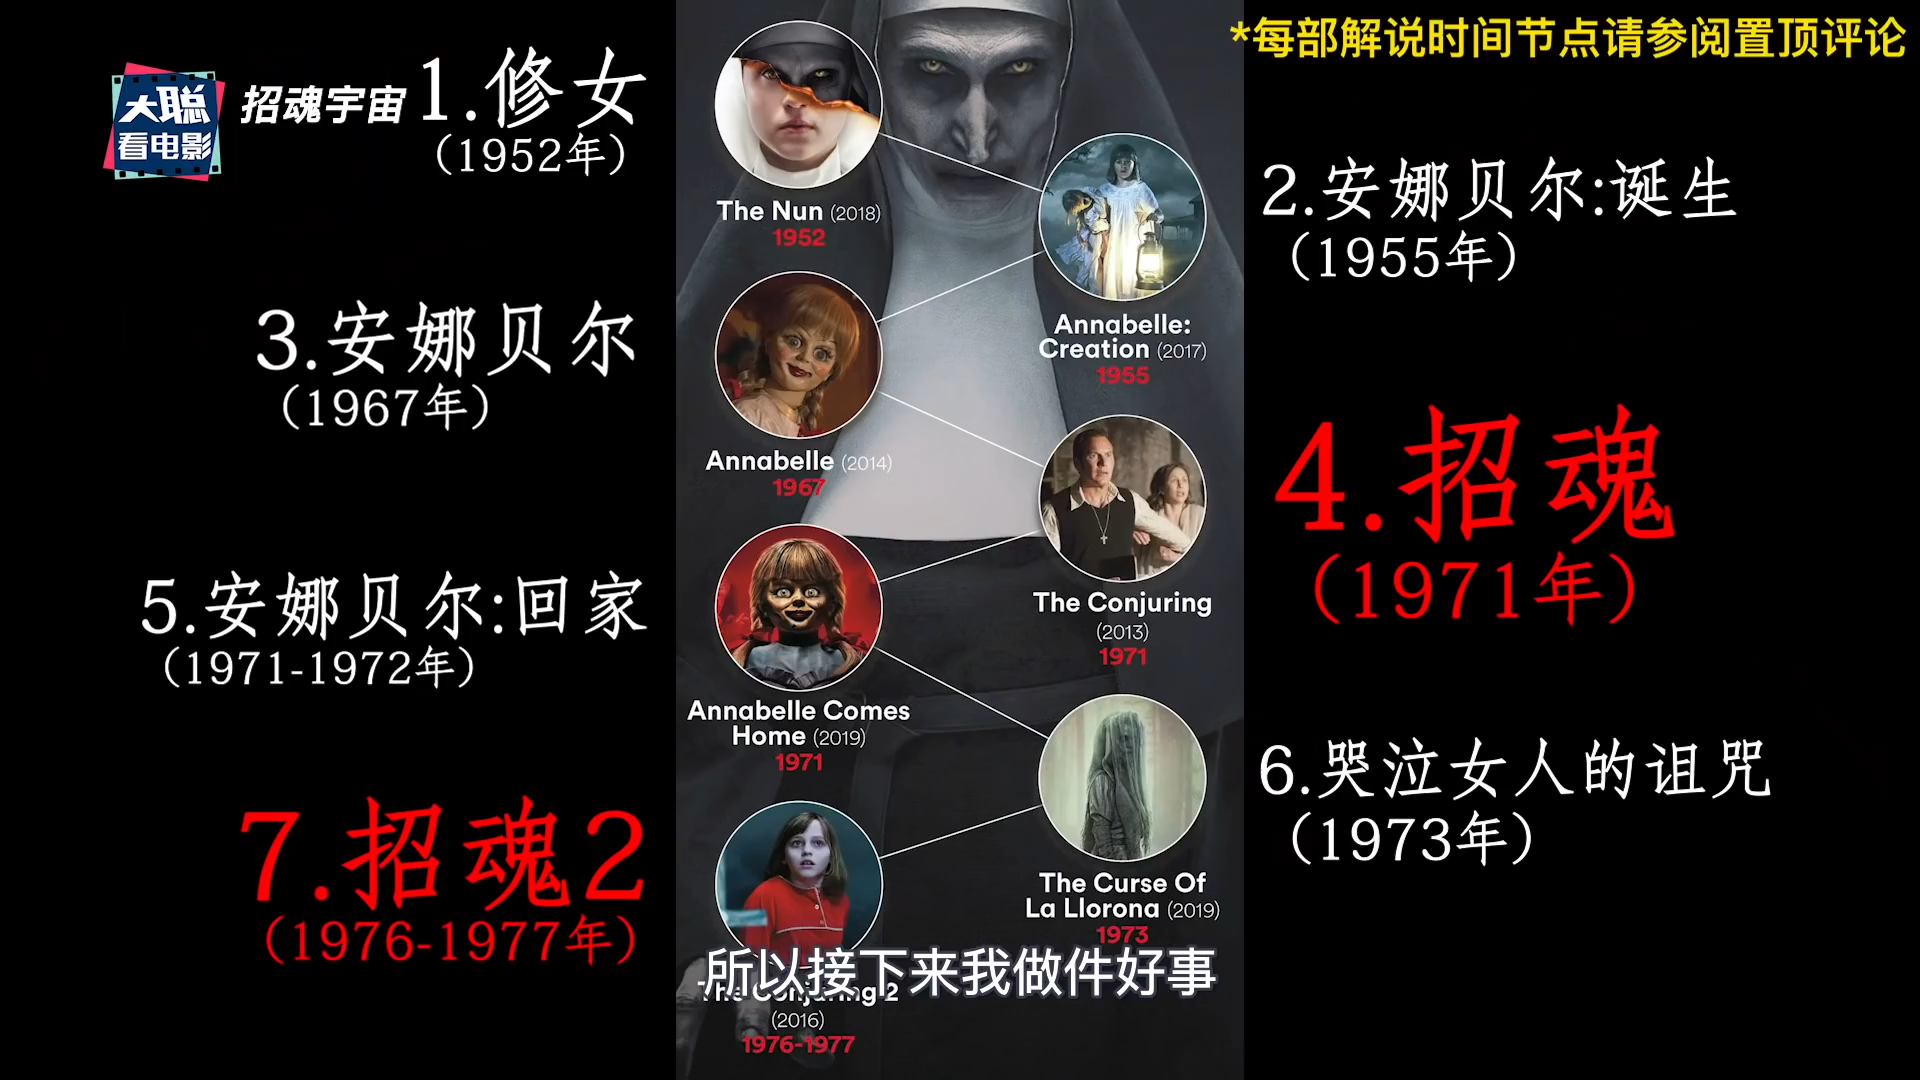 *每部解说时间节点请参阅置顶评论
大聪
看电影
招魂宇宙
1.修女
(1952年)
The Nun (2018)
1952
2.安娜贝尔:诞生
(1955年)
Annabelle:
Creation (2017)
1955
3.安娜贝尔
(1967年)
Annabelle (2014)
1967
4.招魂
(1971年)
The Conjuring
(2013)
1971
5.安娜贝尔:回家
(1971-1972年)
Annabelle Comes
Home (2019)
1971
6.哭泣女人的诅咒
(1973年)
The Curse Of
La Llorona (2019)
1973
7.招魂2
(1976-1977年)
所以接下来我做件好事
The Conjuring 2
(2016)
1976-1977